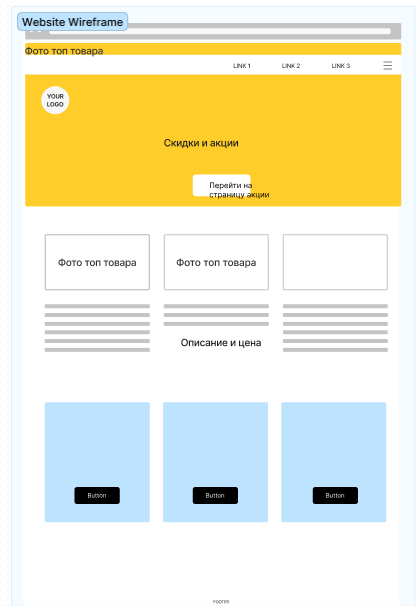 Website Wireframe
Фото топ товара
LINK 1 LINK 2 LINK 3
YOUR
LOGO
Скидки и акции
Перейти на
страницу акции
Фото топ товара Фото топ товара
Описание и цена
Button Button Button
FOOTER